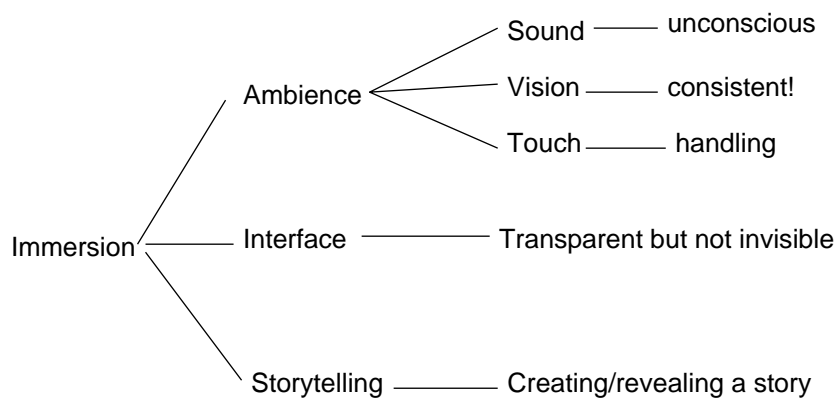 Sound unconscious
Ambience Vision consistent!
Touch handling
Immersion Interface Transparent but not invisible
Storytelling Creating/revealing a story